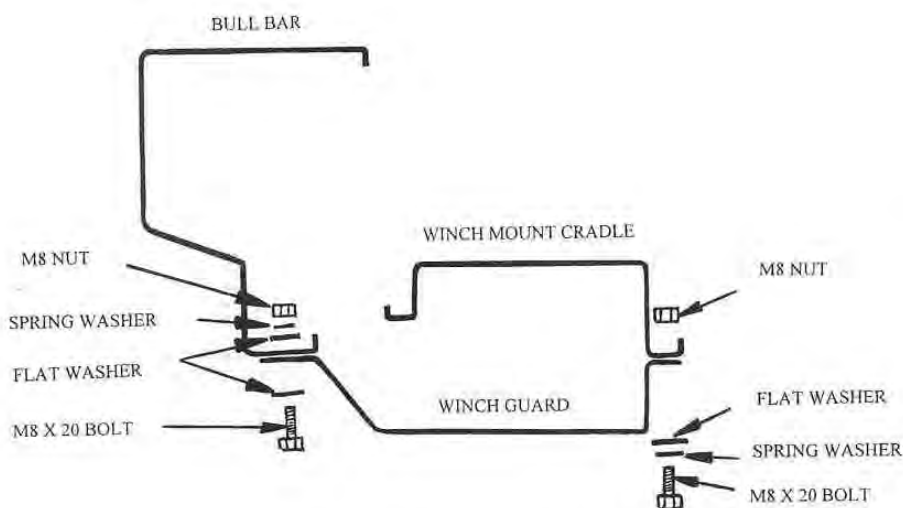 BULL BAR
WINCH MOUNT CRADLE
M8 NUT
M8 NUT
SPRING WASHER
FLAT WASHER
WINCH GUARD
FLAT WASHER
M8 X 20 BOLT
SPRING WASHER
M8 X 20 BOLT